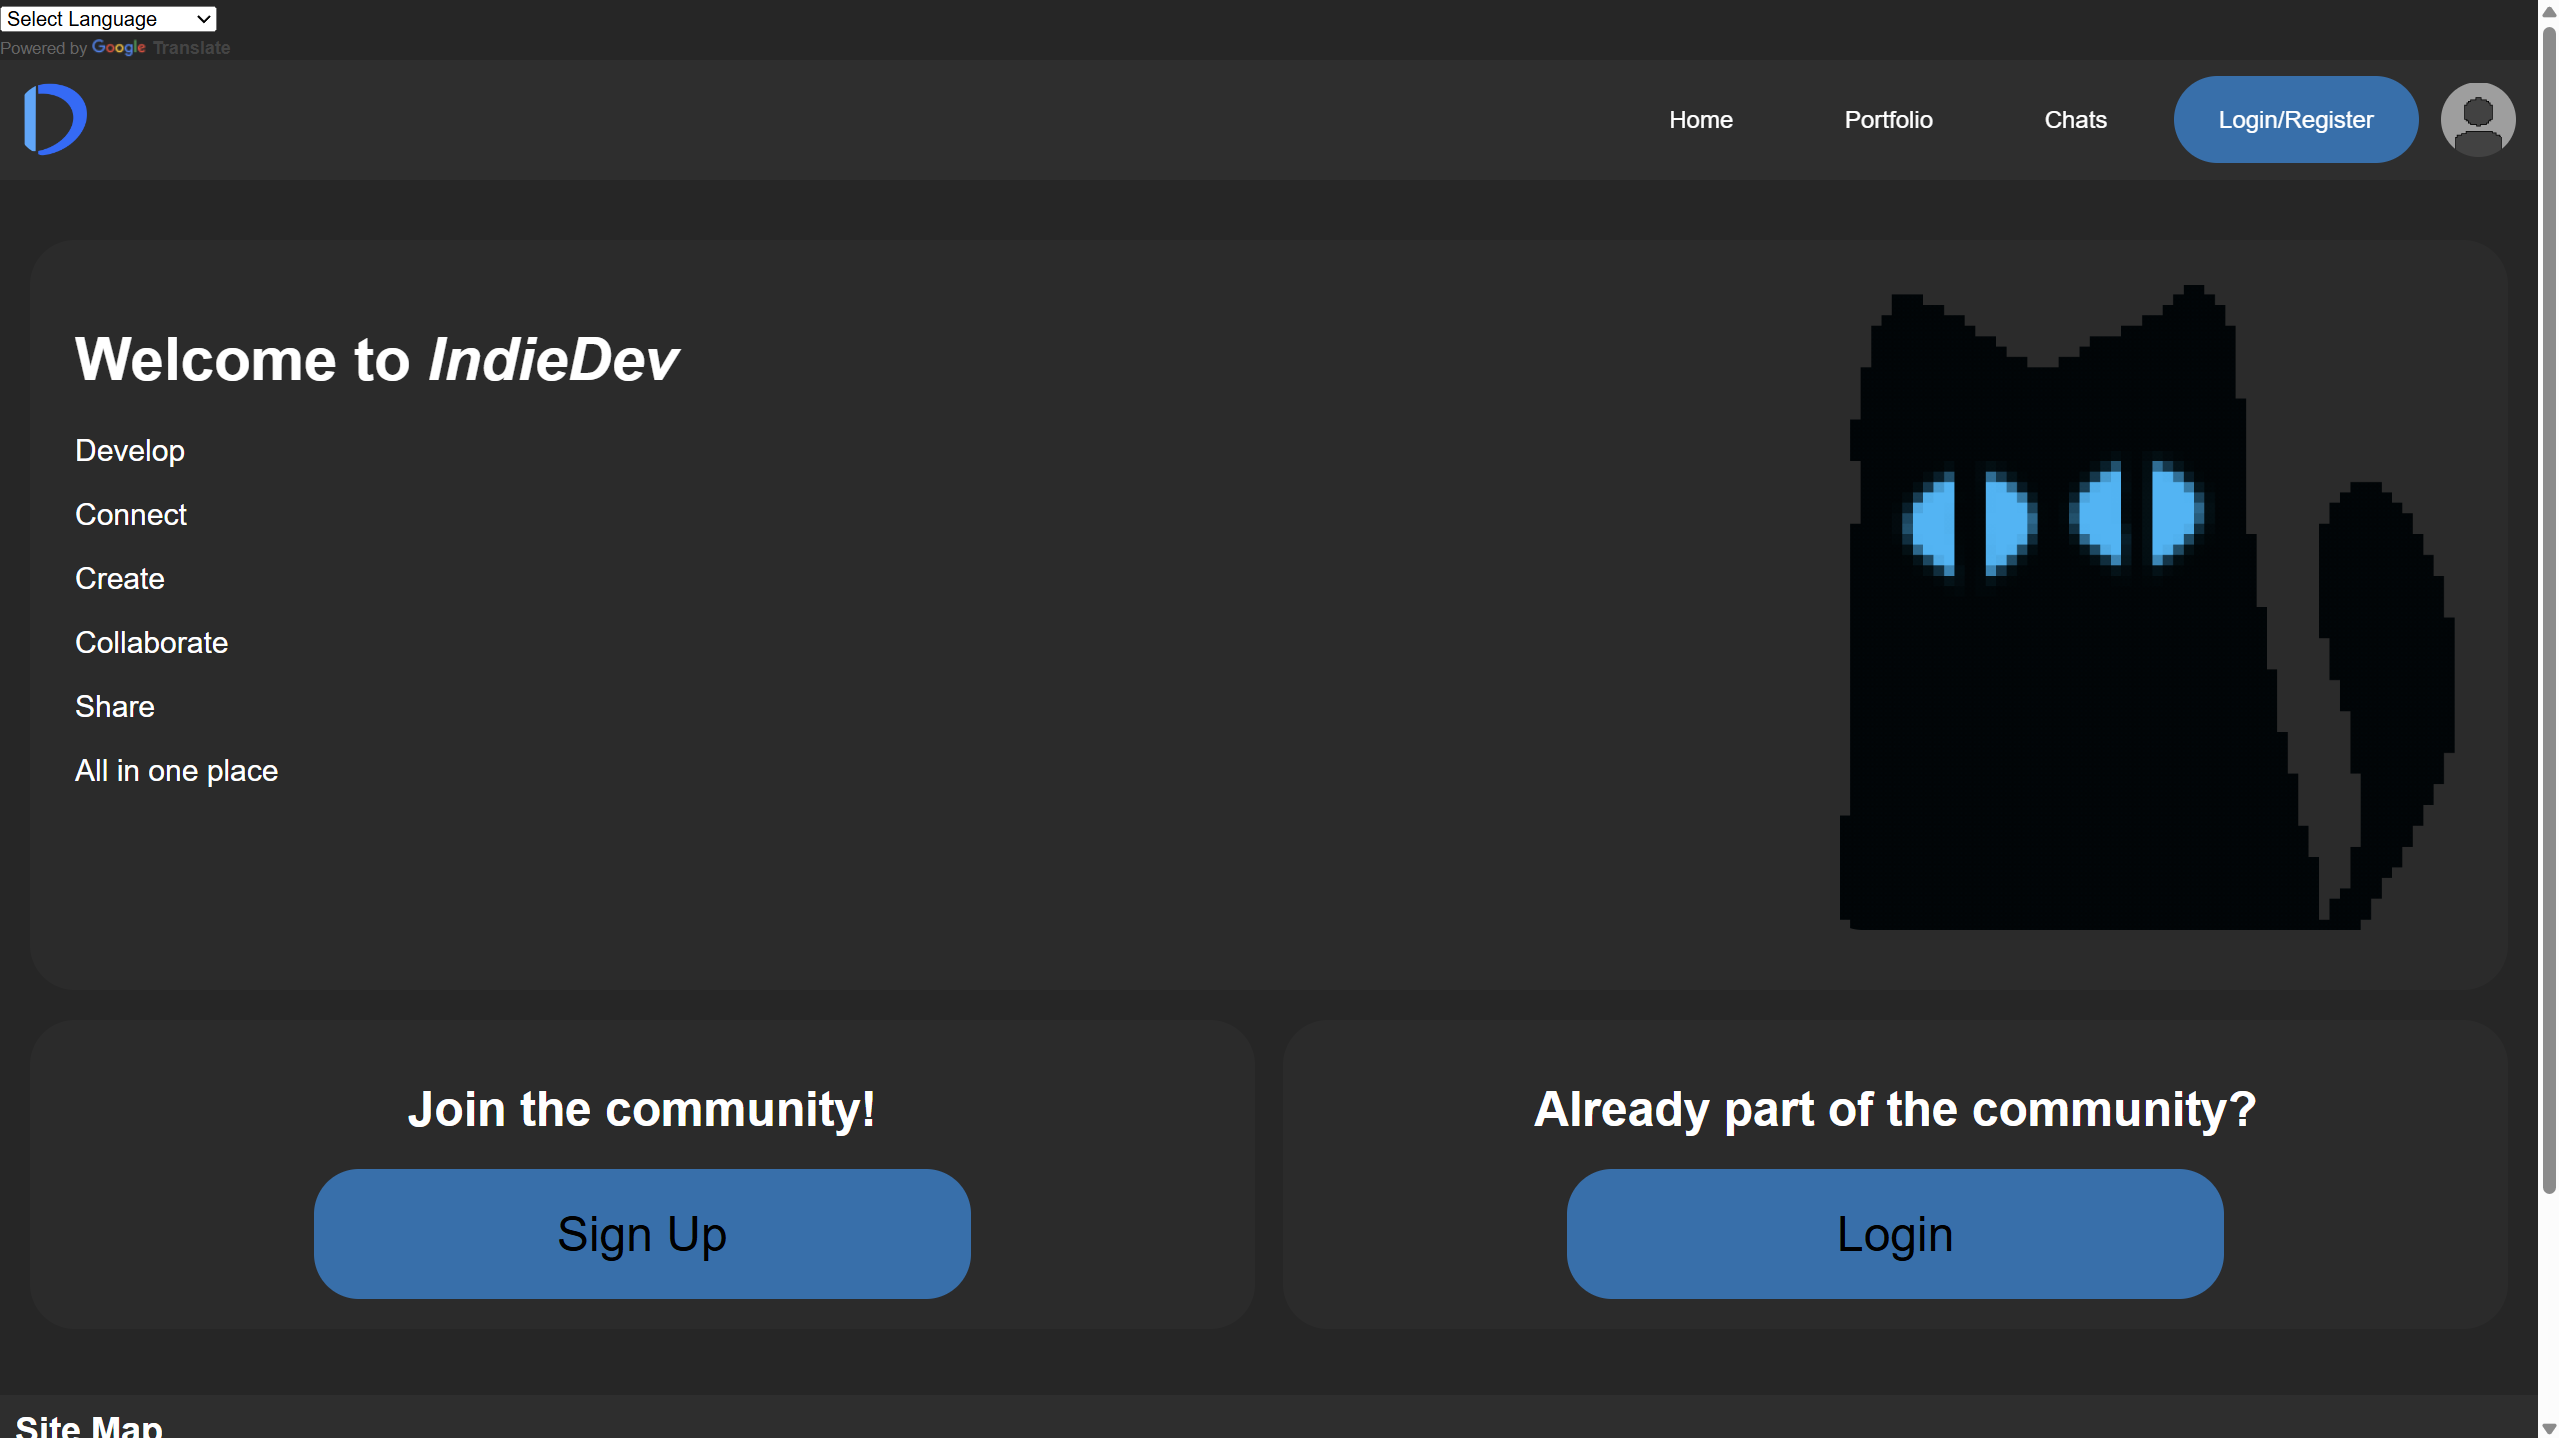 Select Language
Powered by Google Translate
Home Portfolio Chats Login/Register
Welcome to IndieDev
Develop
Connect
Create
Collaborate
Share
All in one place
Join the community!
Sign Up
Already part of the community?
Login
Site Map